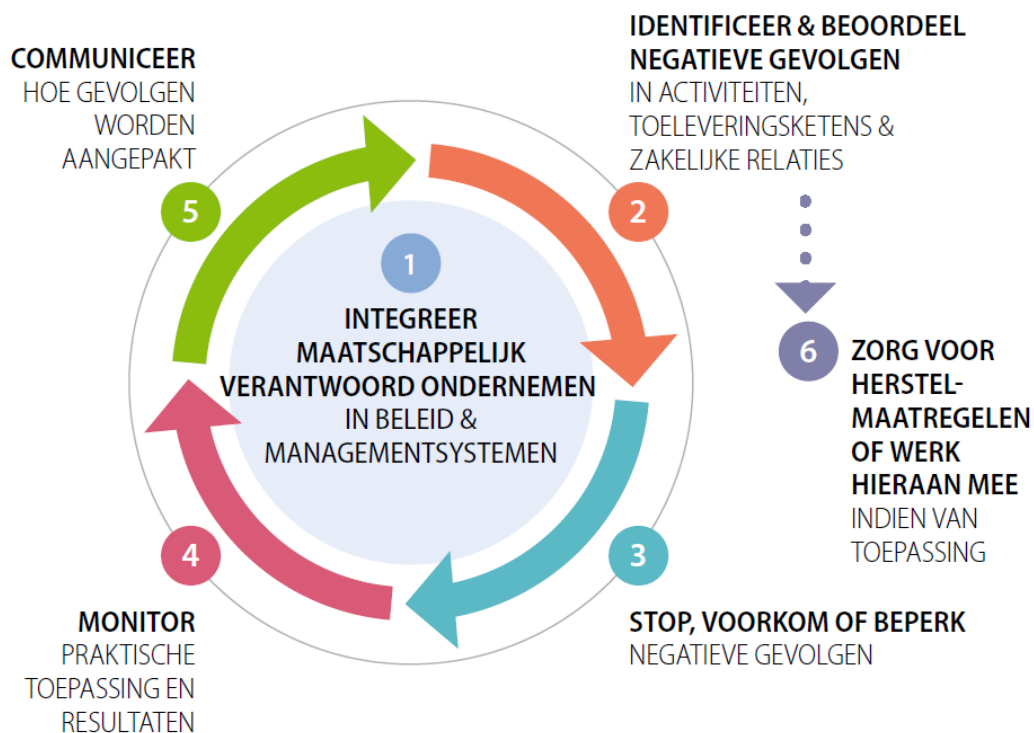 1
INTEGREER
MAATSCHAPPELIJK
VERANTWOORD ONDERNEMEN
IN BELEID &
MANAGEMENTSYSTEMEN
2
IDENTIFICEER & BEOORDEEL
NEGATIEVE GEVOLGEN
IN ACTIVITEITEN,
TOELEVERINGSKETENS &
ZAKELIJKE RELATIES
3
STOP, VOORKOM OF BEPERK
NEGATIEVE GEVOLGEN
4
MONITOR
PRAKTISCHE
TOEPASSING EN
RESULTATEN
5
COMMUNICEER
HOE GEVOLGEN
WORDEN
AANGEPAKT
6
ZORG VOOR
HERSTEL-
MAATREGELEN
OF WERK
HIERAAN MEE
INDIEN VAN
TOEPASSING